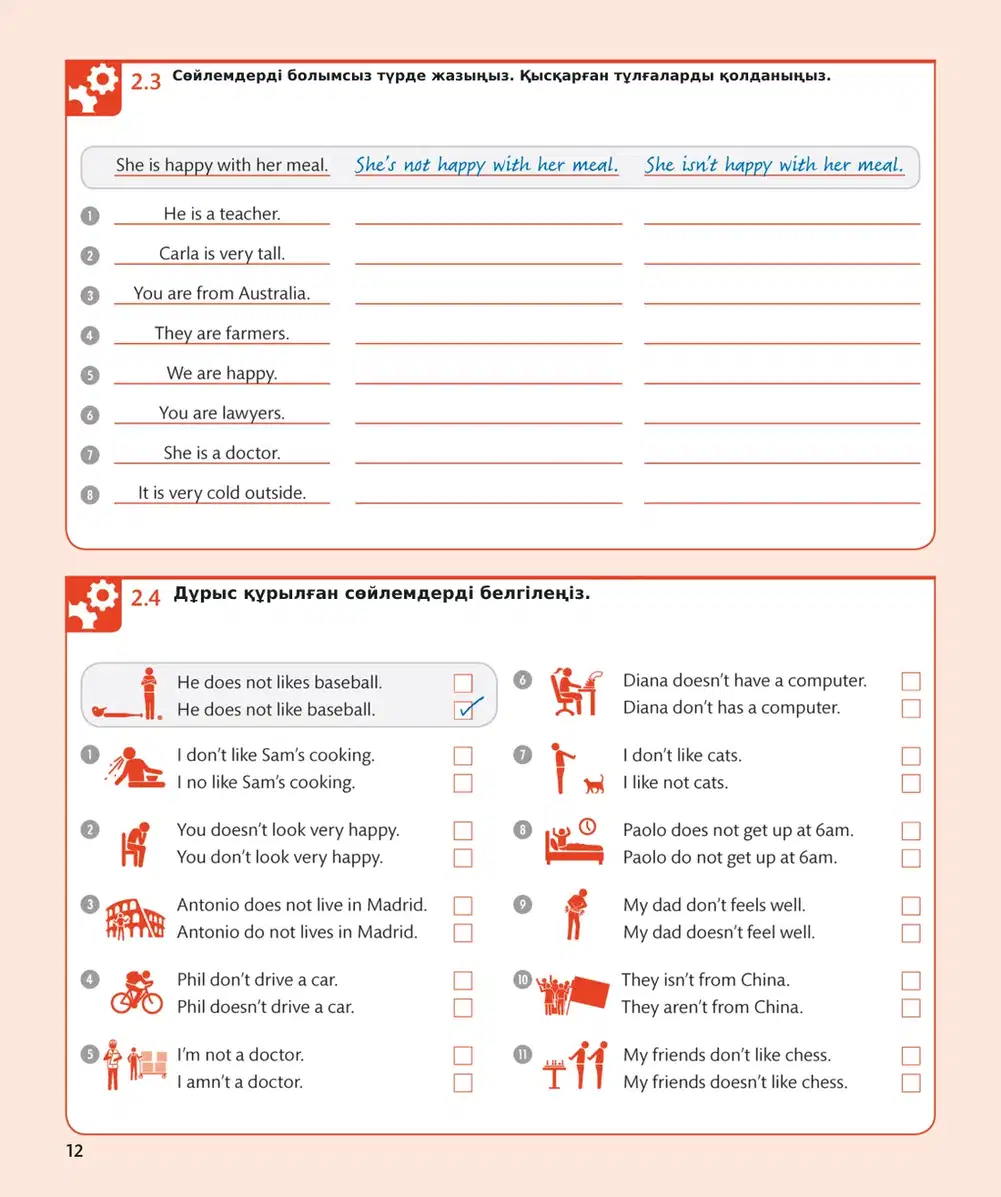 2.3 Сөйлемдерді болымсыз түрде жазыңыз. Қысқарған тұлғаларды қолданыңыз.
She is happy with her meal. She's not happy with her meal. She isn't happy with her meal.
1 He is a teacher.
2 Carla is very tall.
3 You are from Australia.
4 They are farmers.
5 We are happy.
6 You are lawyers.
7 She is a doctor.
8 It is very cold outside.
2.4 Дұрыс құрылған сөйлемдерді белгілеңіз.
He does not likes baseball.
He does not like baseball.
1 I don't like Sam's cooking.
I no like Sam's cooking.
2 You doesn't look very happy.
You don't look very happy.
3 Antonio does not live in Madrid.
Antonio do not lives in Madrid.
4 Phil don't drive a car.
Phil doesn't drive a car.
5 I'm not a doctor.
I amn't a doctor.
6 Diana doesn't have a computer.
Diana don't has a computer.
7 I don't like cats.
I like not cats.
8 Paolo does not get up at 6am.
Paolo do not get up at 6am.
9 My dad don't feels well.
My dad doesn't feel well.
10 They isn't from China.
They aren't from China.
11 My friends don't like chess.
My friends doesn't like chess.
12